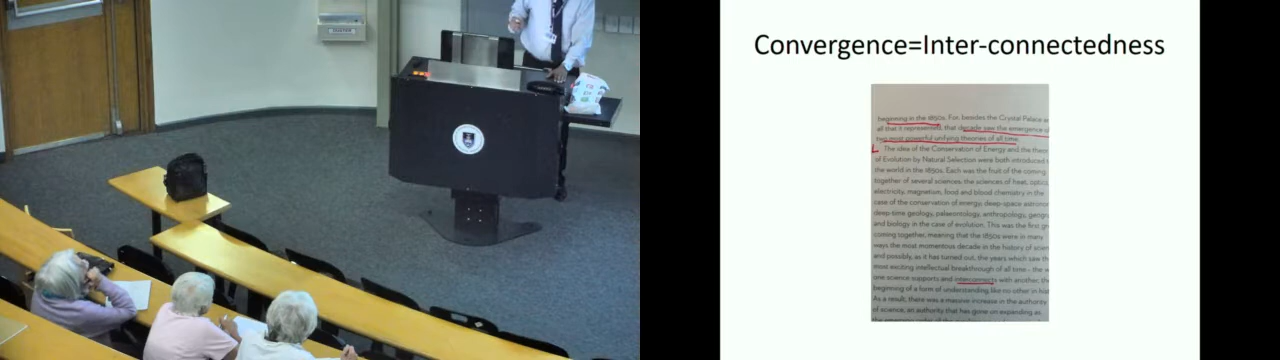 Convergence=Inter-connectedness
beginning in the 1850s. For, besides the Crystal Palace
all that it represented, that decade saw the emergence
two most powerful unifying theories of all time.
The idea of the Conservation of Energy and the
of Evolution by Natural Selection were both introduced
the world in the 1850s. Each was the fruit of the coming
together of several sciences: the sciences of heat, optics
electricity, magnetism, food and blood chemistry in the
case of the conservation of energy; deep-space
deep-time geology, palaeontology, anthropology,
and biology in the case of evolution. This was the first
coming together, meaning that the 1850s were in many
ways the most momentous decade in the history of
and possibly, as it has turned out, the years which saw
most exciting intellectual breakthrough of all time – the
one science supports and interconnects with another, the
beginning of a form of understanding like no other in
As a result, there was a massive increase in the authority
of science, an authority that has gone on expanding as